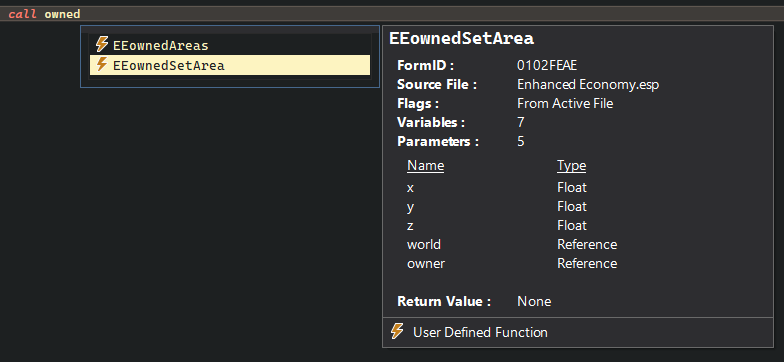 call owned
EEownedAreas
EEownedSetArea
EEownedSetArea
FormID : 0102FEAE
Source File : Enhanced Economy.esp
Flags : From Active File
Variables : 7
Parameters : 5
Name Type
x Float
y Float
z Float
world Reference
owner Reference
Return Value : None
User Defined Function